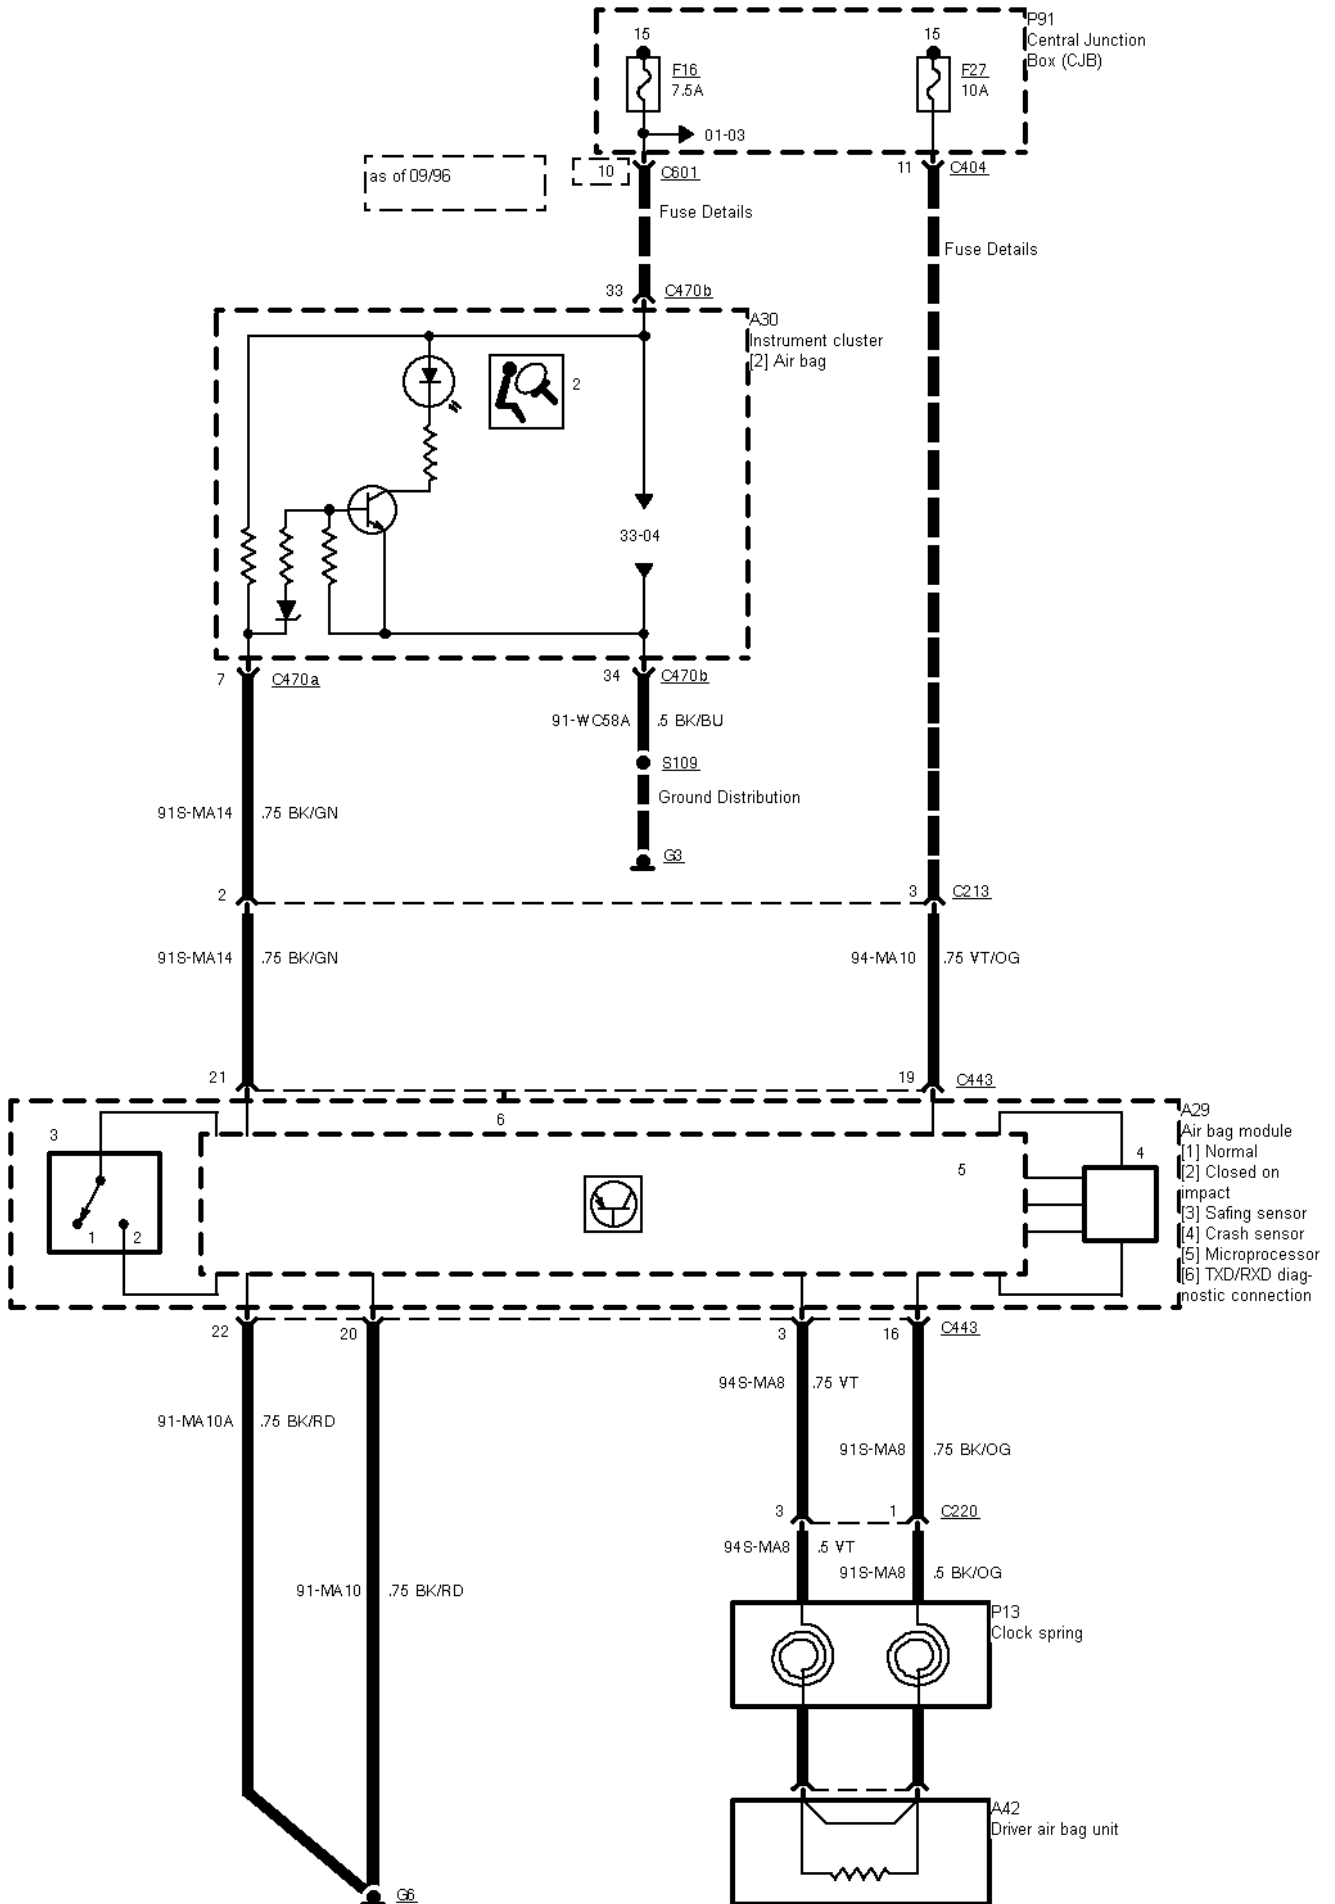 P91
Central Junction
Box (CJB)
15
15
F16
7.5A
F27
10A
01-03
as of 09/96
10
C601
11
C404
Fuse Details
Fuse Details
33
C470b
A30
Instrument cluster
[2] Air bag
2
33-04
7
C470a
34
C470b
91-WC58A
.5 BK/BU
S109
Ground Distribution
91S-MA14
.75 BK/GN
G3
2
3
C213
91S-MA14
.75 BK/GN
94-MA10
.75 VT/OG
21
19
C443
6
A29
Air bag module
[1] Normal
[2] Closed on
impact
[3] Safing sensor
[4] Crash sensor
[5] Microprocessor
[6] TXD/RXD diag-
nostic connection
3
4
5
1
2
22
20
3
16
C443
94S-MA8
.75 VT
91-MA10A
.75 BK/RD
91S-MA8
.75 BK/OG
3
1
C220
94S-MA8
.5 VT
91S-MA8
.5 BK/OG
91-MA10
.75 BK/RD
P13
Clock spring
A42
Driver air bag unit
G6